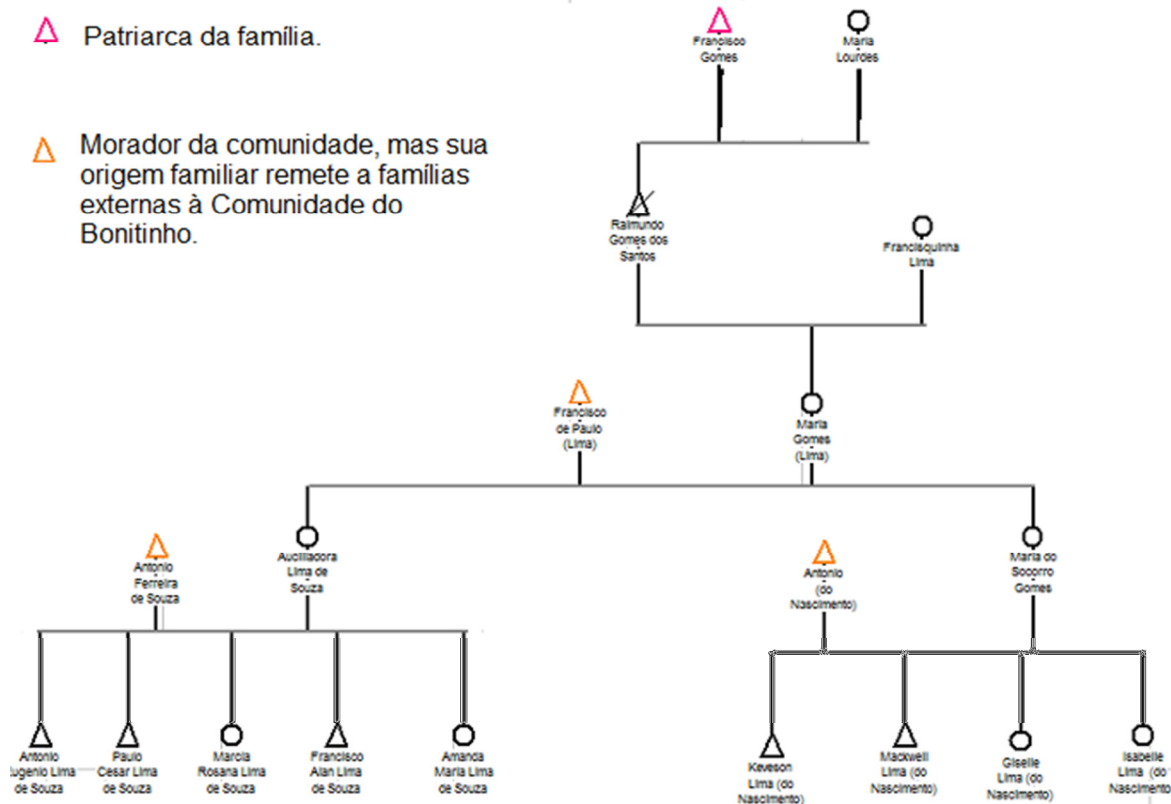 Patriarca da família.
Morador da comunidade, mas sua
origem familiar remete a famílias
externas à Comunidade do
Bonitinho.
Francisco
Gomes
Maria
Lourdes
Raimundo
Gomes dos
Santos
Francisquinha
Lima
Francisco
de Paulo
(Lima)
Maria
Gomes
(Lima)
Antonio
Ferreira
de Souza
Auciliadora
Lima de
Souza
Antonio
(do
Nascimento)
Maria do
Socorro
Gomes
Antonio
ugenio Lima
de Souza
Paulo
Cesar Lima
de Souza
Marcia
Rosana Lima
de Souza
Francisco
Alan Lima
de Souza
Amanda
Maria Lima
de Souza
Keveson
Lima (do
Nascimento)
Mackwell
Lima (do
Nascimento)
Giselle
Lima (do
Nascimento)
Isabelle
Lima (do
Nascimento